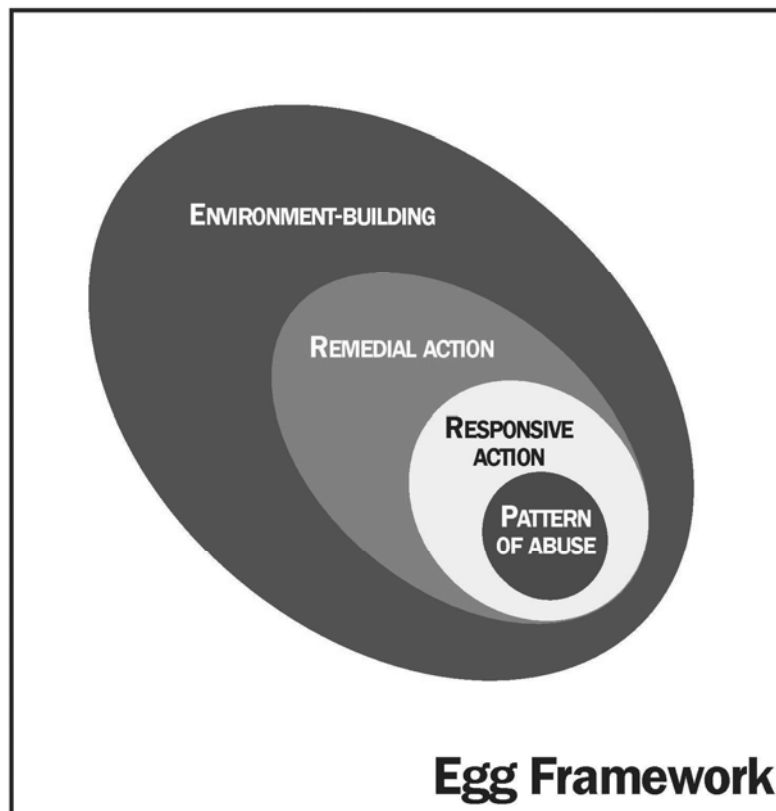 ENVIRONMENT-BUILDING
REMEDIAL ACTION
RESPONSIVE
ACTION
PATTERN
OF ABUSE
Egg Framework